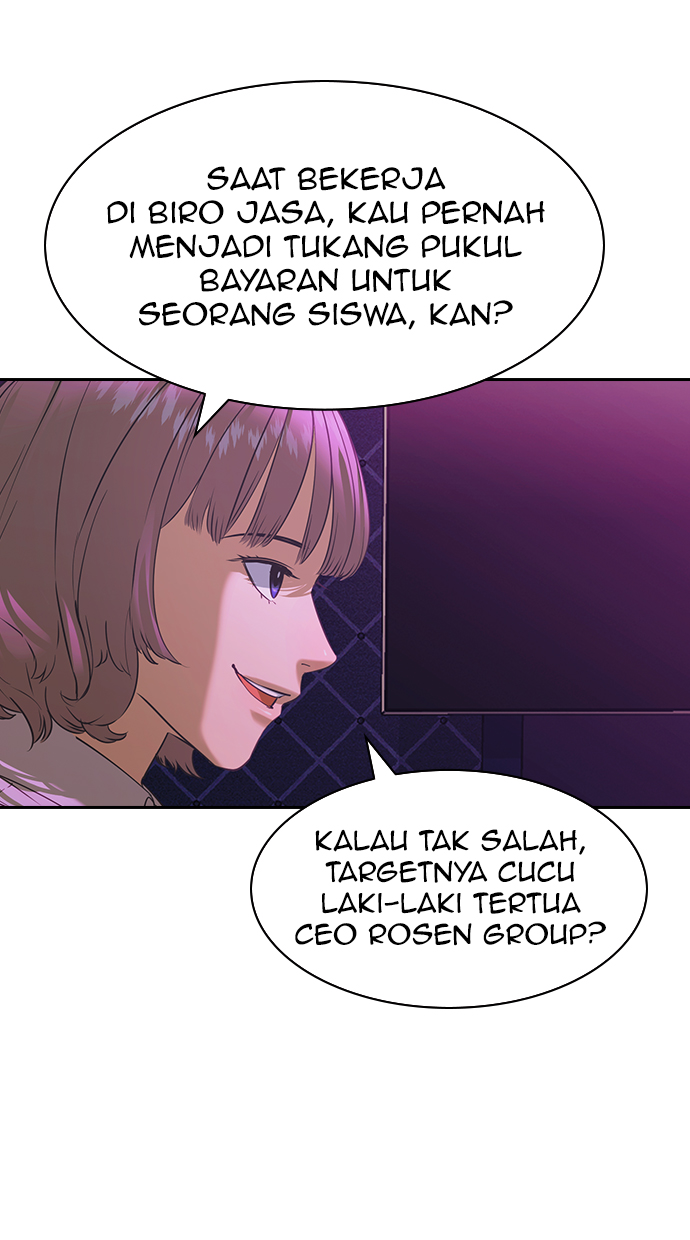 SAAT BEKERJA
DI BIRO JASA, KAU PERNAH
MENJADI TUKANG PUKUL
BAYARAN UNTUK
SEORANG SISWA, KAN?
KALAU TAK SALAH,
TARGETNYA CUCU
LAKI-LAKI TERTUA
CEO ROSEN GROUP?